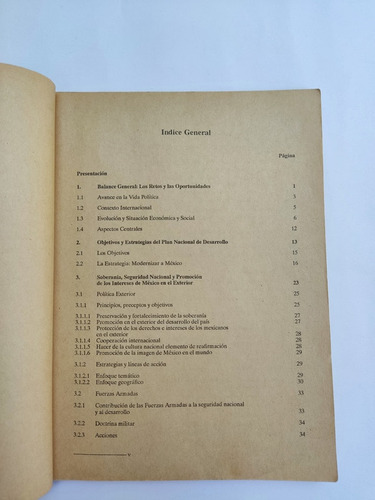 Indice General
Página
Presentación
1. Balance General: Los Retos y las Oportunidades 1
1.1 Avance en la Vida Política 3
1.2 Contexto Internacional 5
1.3 Evolución y Situación Económica y Social 6
1.4 Aspectos Centrales 12
2. Objetivos y Estrategias del Plan Nacional de Desarrollo 13
2.1 Los Objetivos 15
2.2 La Estrategia: Modernizar a México 16
3. Soberanía, Seguridad Nacional y Promoción
de los Intereses de México en el Exterior 23
3.1 Política Exterior 25
3.1.1 Principios, preceptos y objetivos 25
3.1.1.1 Preservación y fortalecimiento de la soberanía 27
3.1.1.2 Promoción en el exterior del desarrollo del país 27
3.1.1.3 Protección de los derechos e intereses de los mexicanos
en el exterior 28
3.1.1.4 Cooperación internacional 28
3.1.1.5 Hacer de la cultura nacional elemento de reafirmación 28
3.1.1.6 Promoción de la imagen de México en el mundo 29
3.1.2 Estrategias y líneas de acción 29
3.1.2.1 Enfoque temático 29
3.1.2.2 Enfoque geográfico 30
3.2 Fuerzas Armadas 33
3.2.1 Contribución de las Fuerzas Armadas a la seguridad nacional
y al desarrollo 33
3.2.2 Doctrina militar 34
3.2.3 Acciones 34